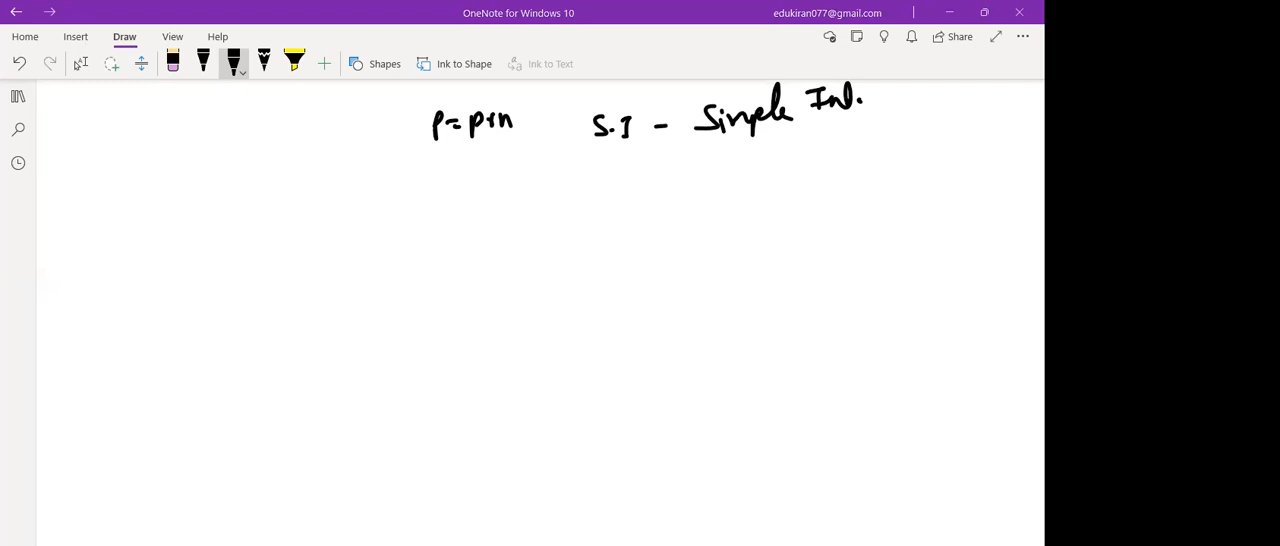 OneNote for Windows 10 edukiran077@gmail.com
Home Insert Draw View Help Share
Shapes Ink to Shape Ink to Text
S.I - Simple Int.